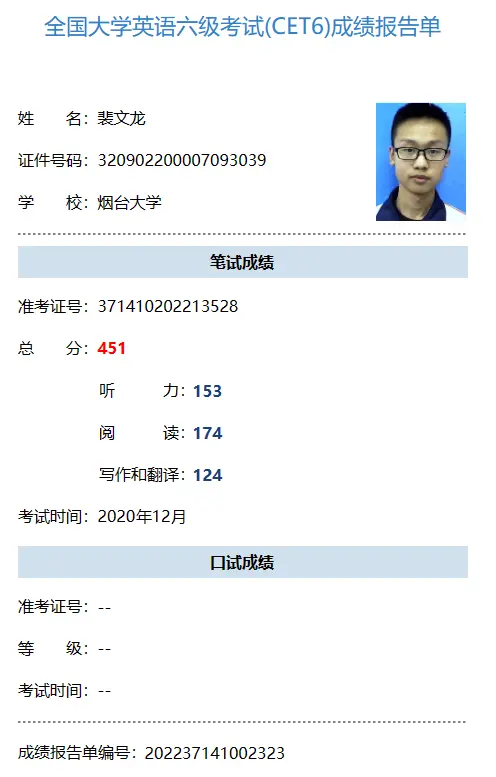 全国大学英语六级考试(CET6)成绩报告单
姓 名：裴文龙
证件号码：320902200007093039
学 校：烟台大学
笔试成绩
准考证号：371410202213528
总 分：451
听 力：153
阅 读：174
写作和翻译：124
考试时间：2020年12月
口试成绩
准考证号：--
等 级：--
考试时间：--
成绩报告单编号：202237141002323